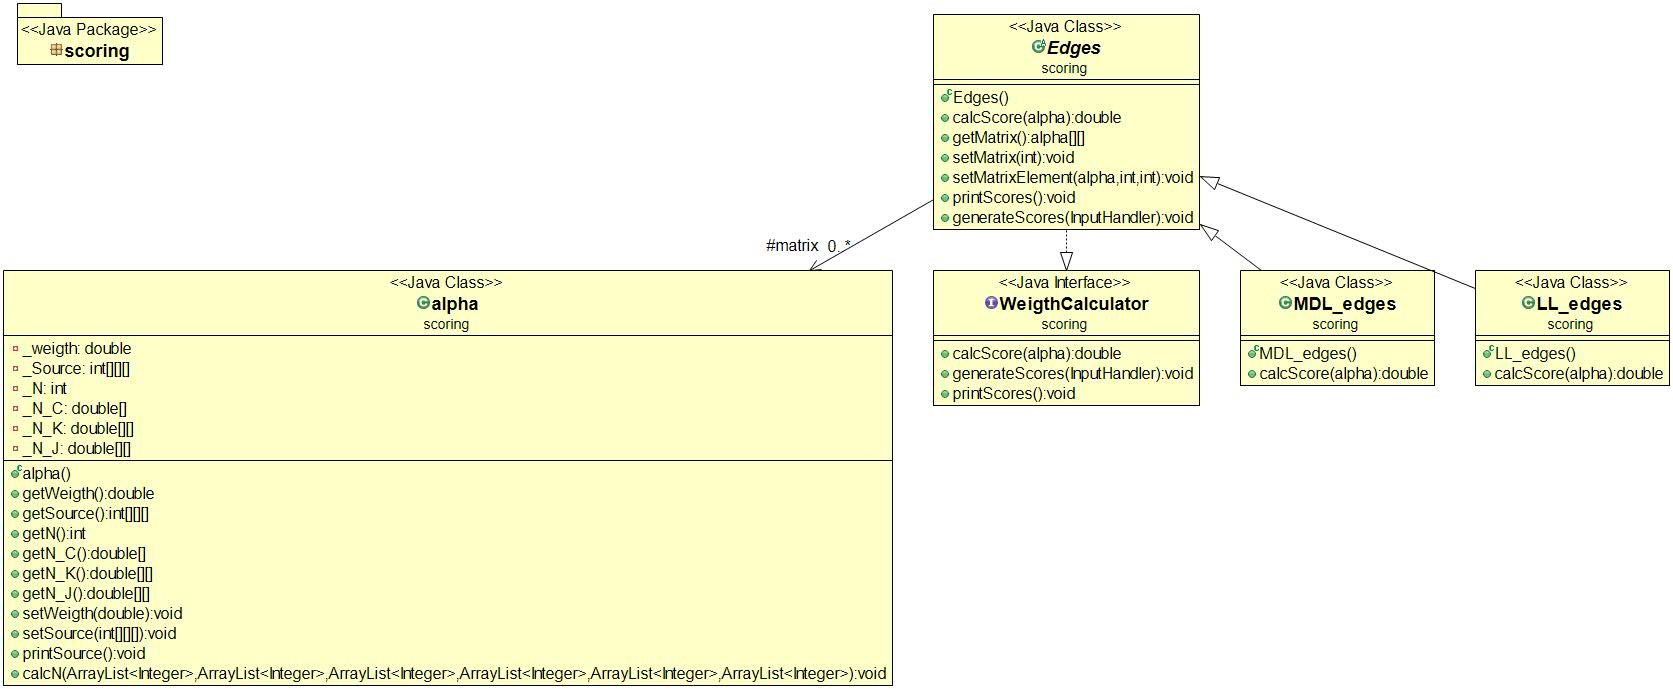 <<Java Package>>
scoring
<<Java Class>>
Edges
scoring
Edges()
calcScore(alpha):double
getMatrix():alpha[][]
setMatrix(int):void
setMatrixElement(alpha,int,int):void
printScores():void
generateScores(InputHandler):void
#matrix 0..*
<<Java Class>>
alpha
scoring
_weigth: double
_Source: int[][][]
_N: int
_N_C: double[]
_N_K: double[][]
_N_J: double[][]
alpha()
getWeigth():double
getSource():int[][][]
getN():int
getN_C():double[]
getN_K():double[][]
getN_J():double[][]
setWeigth(double):void
setSource(int[][][]):void
printSource():void
calcN(ArrayList<Integer>,ArrayList<Integer>,ArrayList<Integer>,ArrayList<Integer>,ArrayList<Integer>,ArrayList<Integer>):void
<<Java Interface>>
WeigthCalculator
scoring
calcScore(alpha):double
generateScores(InputHandler):void
printScores():void
<<Java Class>>
MDL_edges
scoring
MDL_edges()
calcScore(alpha):double
<<Java Class>>
LL_edges
scoring
LL_edges()
calcScore(alpha):double